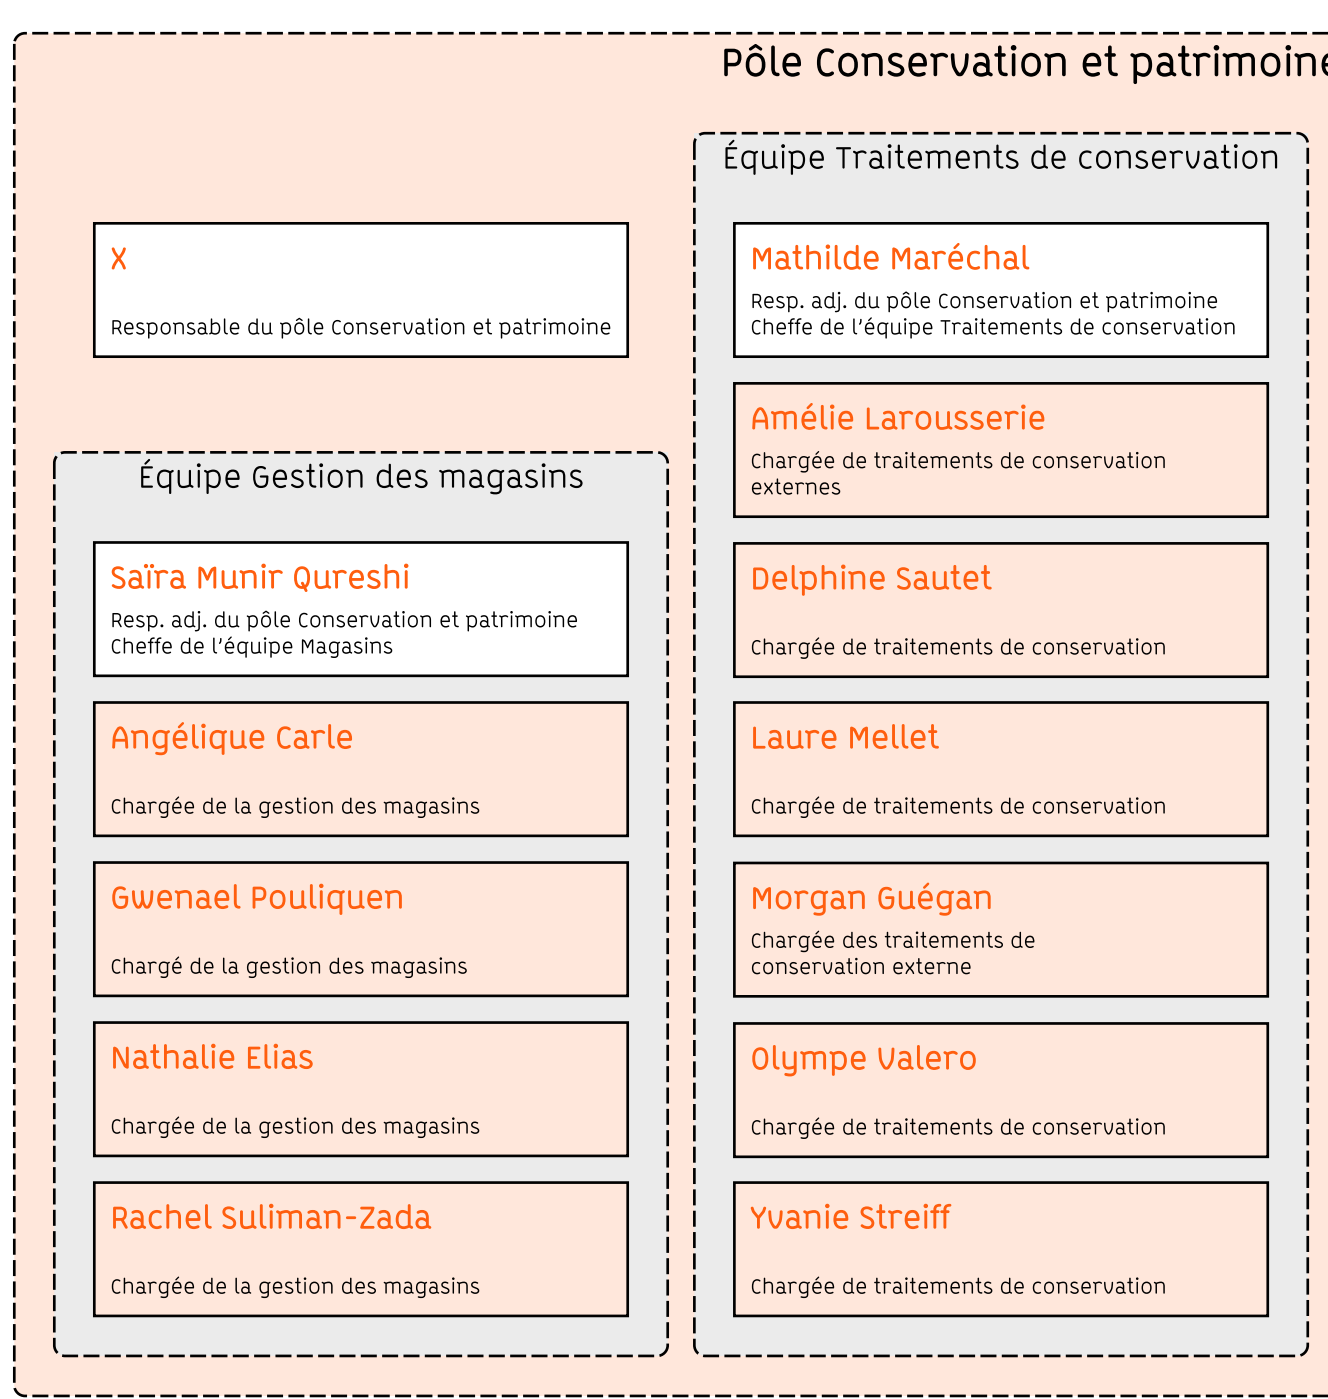 Pôle Conservation et patrimoine
X
Responsable du pôle Conservation et patrimoine
Équipe Gestion des magasins
Saïra Munir Qureshi
Resp. adj. du pôle Conservation et patrimoine
Cheffe de l’équipe Magasins
Angélique Carle
Chargée de la gestion des magasins
Gwenael Pouliquen
Chargé de la gestion des magasins
Nathalie Elias
Chargée de la gestion des magasins
Rachel Suliman-Zada
Chargée de la gestion des magasins
Équipe Traitements de conservation
Mathilde Maréchal
Resp. adj. du pôle Conservation et patrimoine
Cheffe de l’équipe Traitements de conservation
Amélie Larousserie
Chargée de traitements de conservation
externes
Delphine Sautet
Chargée de traitements de conservation
Laure Mellet
Chargée de traitements de conservation
Morgan Guégan
Chargée des traitements de
conservation externe
Olympe Valero
Chargée de traitements de conservation
Yvanie Streiff
Chargée de traitements de conservation